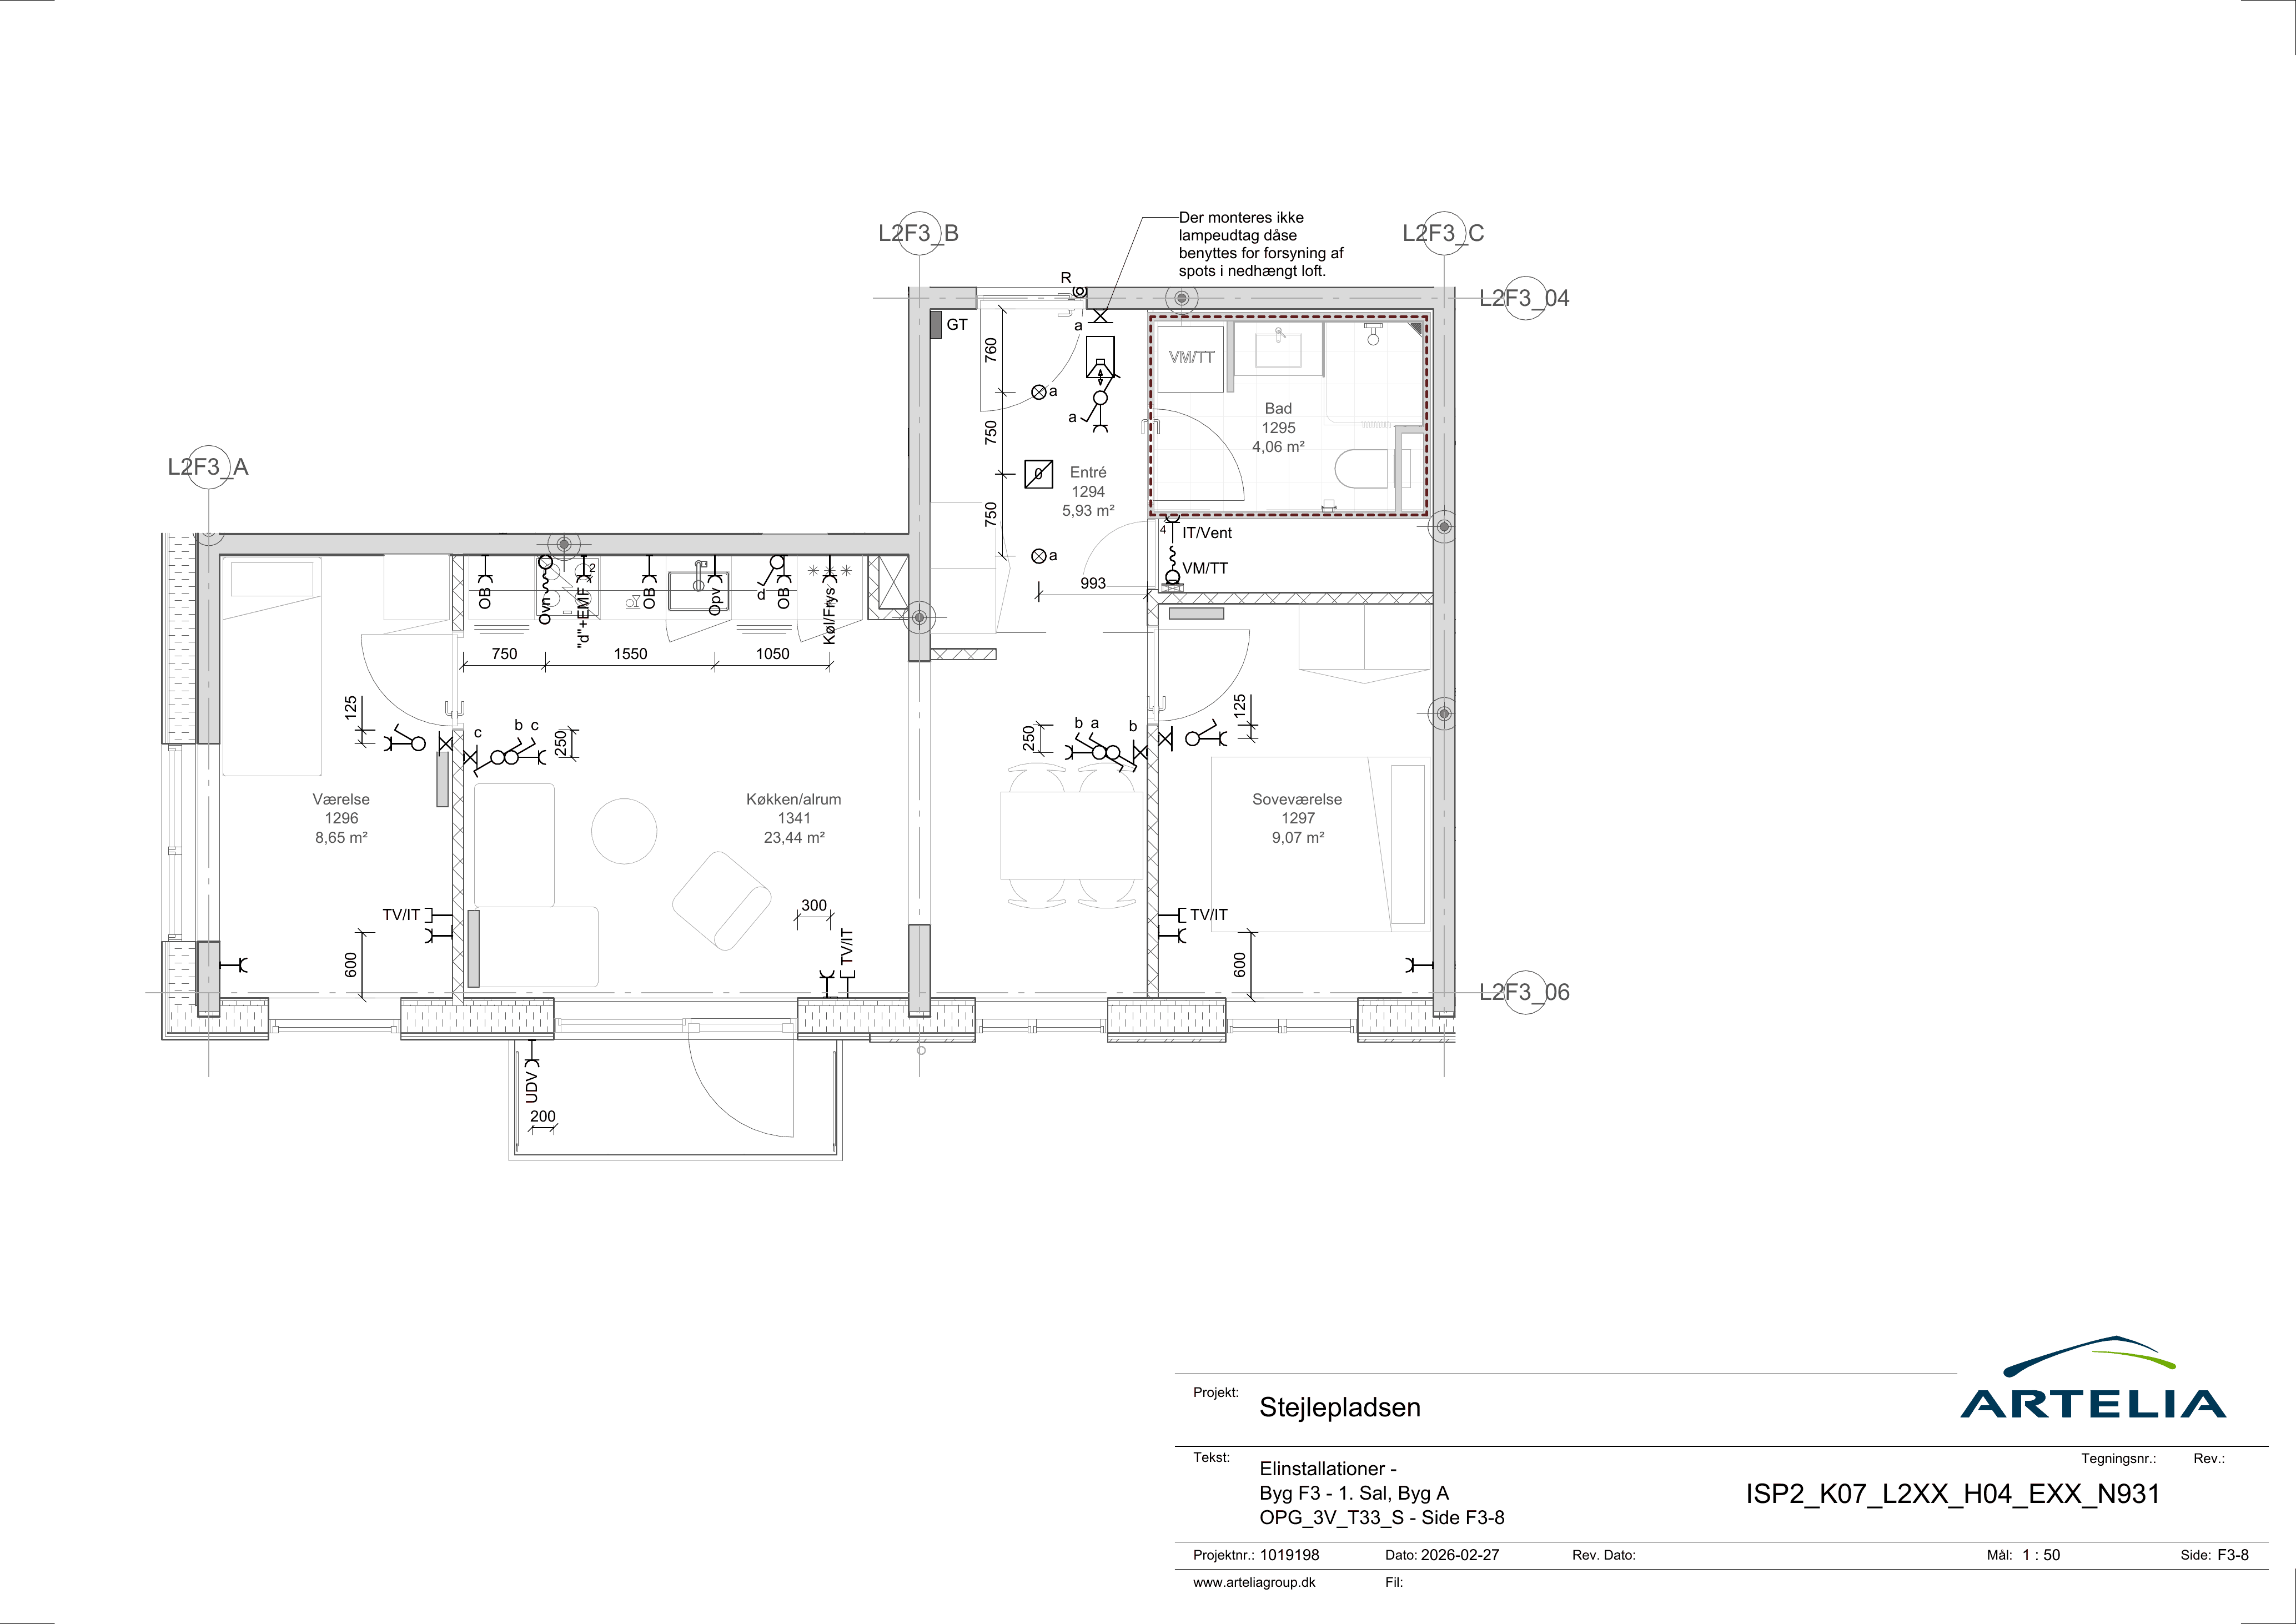 Der monteres ikke
lampeudtag dåse
benyttes for forsyning af
spots i nedhængt loft.
L2F3_B
L2F3_C
L2F3_04
R
GT
a
760
VM/TT
a
a
Bad
1295
4,06 m²
750
L2F3_A
0
Entré
1294
5,93 m²
750
4
IT/Vent
a
VM/TT
993
OB
Ovn
2
"d"+EMF
OB
Opv
d
OB
Køl/Frys
750
1550
1050
125
c
b c
250
250
b a
b
125
Værelse
1296
8,65 m²
Køkken/alrum
1341
23,44 m²
Soveværelse
1297
9,07 m²
TV/IT
300
TV/IT
TV/IT
600
600
L2F3_06
UDV
200
Projekt:
Stejlepladsen
ARTELIA
Tekst:
Elinstallationer -
Byg F3 - 1. Sal, Byg A
OPG_3V_T33_S - Side F3-8
Tegningsnr.:
Rev.:
ISP2_K07_L2XX_H04_EXX_N931
Projektnr.: 1019198
Dato: 2026-02-27
Rev. Dato:
Mål: 1 : 50
Side: F3-8
www.arteliagroup.dk
Fil: